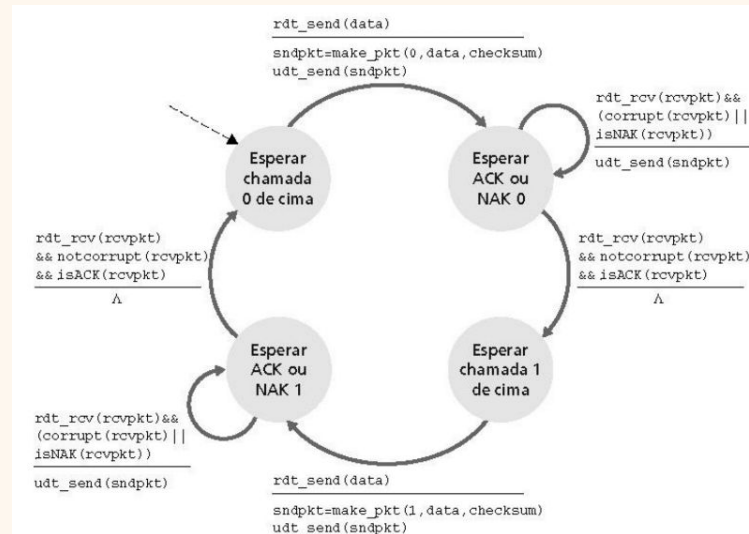 rdt_send(data)
sndpkt=make_pkt(0,data,checksum)
udt_send(sndpkt)
rdt_rcv(rcvpkt)&&
(corrupt(rcvpkt)||
isNAK(rcvpkt))
udt_send(sndpkt)
Esperar
chamada
0 de cima
Esperar
ACK ou
NAK 0
rdt_rcv(rcvpkt)
&& notcorrupt(rcvpkt)
&& isACK(rcvpkt)
Λ
rdt_rcv(rcvpkt)
&& notcorrupt(rcvpkt)
&& isACK(rcvpkt)
Λ
Esperar
ACK ou
NAK 1
Esperar
chamada 1
de cima
rdt_rcv(rcvpkt)&&
(corrupt(rcvpkt)||
isNAK(rcvpkt))
udt_send(sndpkt)
rdt_send(data)
sndpkt=make_pkt(1,data,checksum)
udt_send(sndpkt)